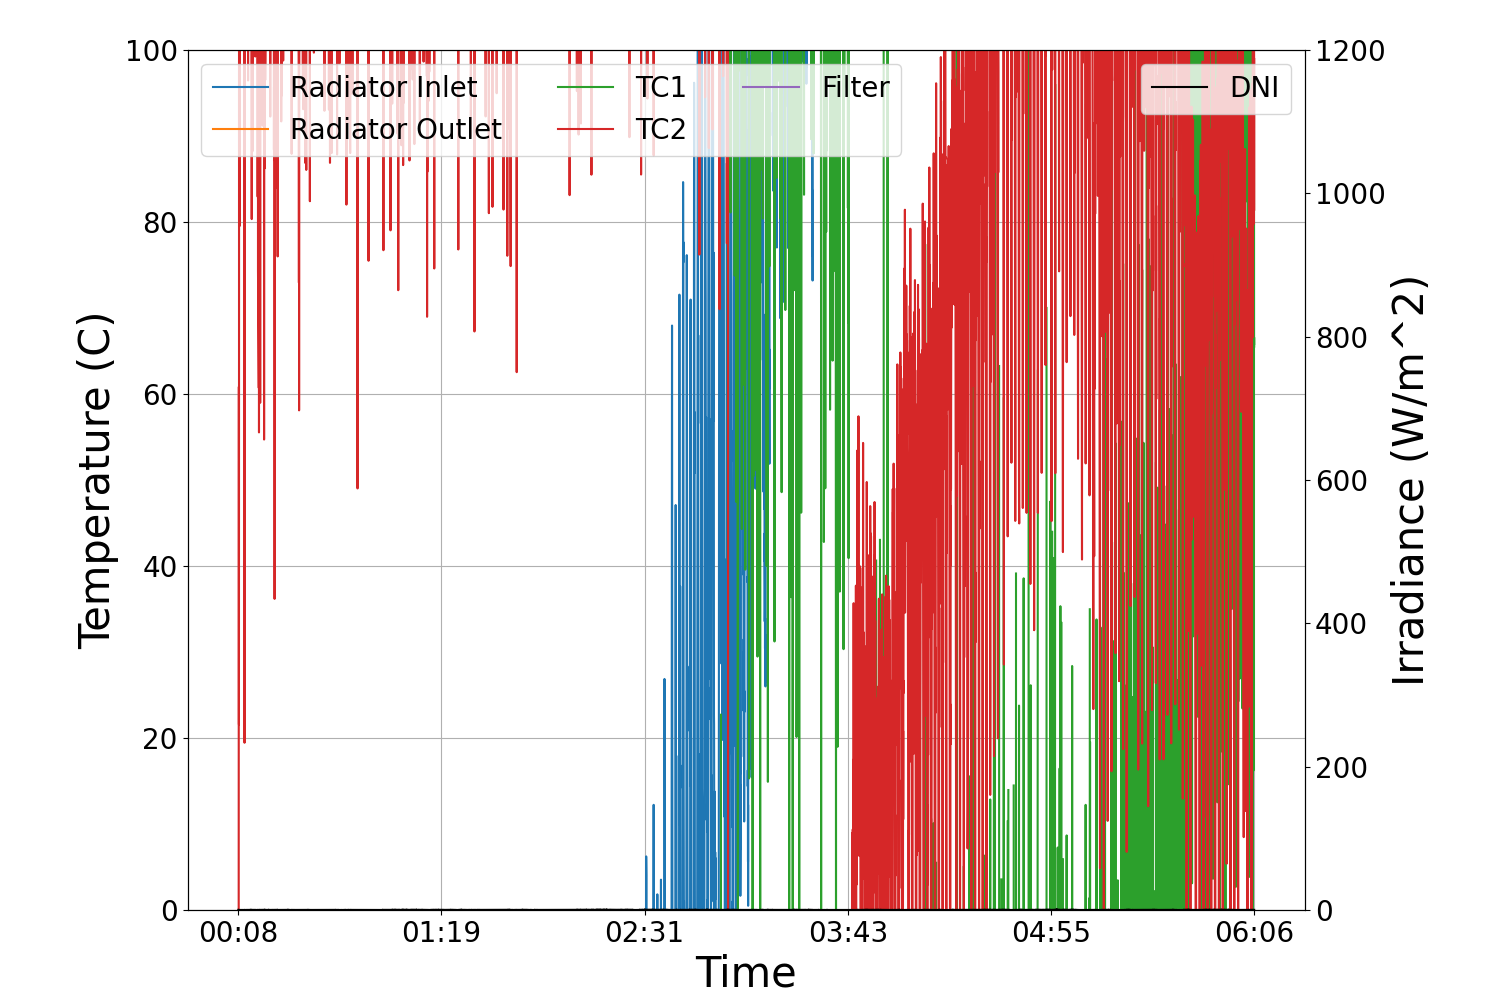 100
80
60
40
20
0
Temperature (C)
Radiator Inlet
Radiator Outlet
TC1
TC2
Filter
DNI
1200
1000
800
600
400
200
0
Irradiance (W/m^2)
00:08
01:19
02:31
03:43
04:55
06:06
Time